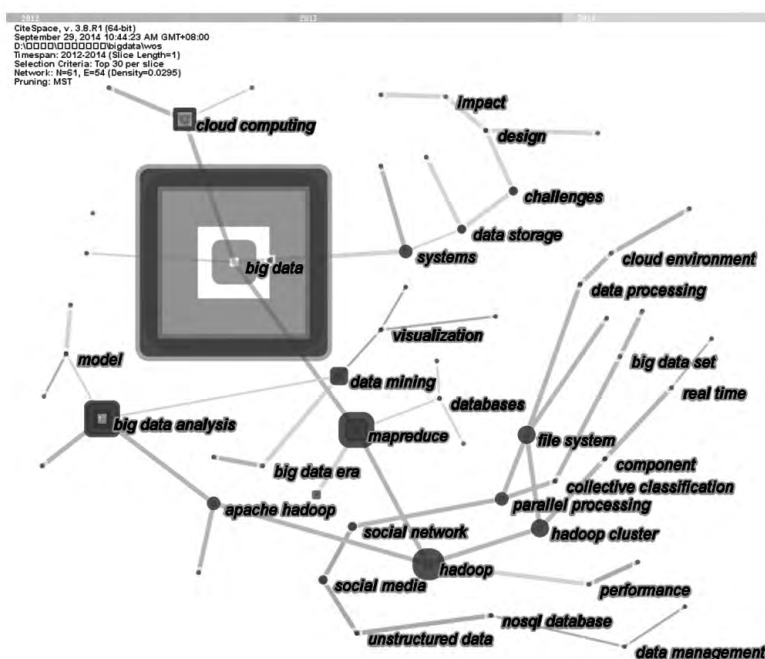 2012 2013 2014
CiteSpace, v. 3.8.R1 (64-bit)
September 29, 2014 10:44:23 AM GMT+08:00
D:\□□□□\□□□□□□□\bigdata\wos
Timespan: 2012-2014 (Slice Length=1)
Selection Criteria: Top 30 per slice
Network: N=61, E=54 (Density=0.0295)
Pruning: MST
impact
cloud computing
design
challenges
data storage
systems
cloud environment
big data
data processing
visualization
model
big data set
data mining
real time
databases
big data analysis
mapreduce
file system
component
big data era
collective classification
apache hadoop
parallel processing
social network
hadoop cluster
hadoop
social media
performance
nosql database
unstructured data
data management